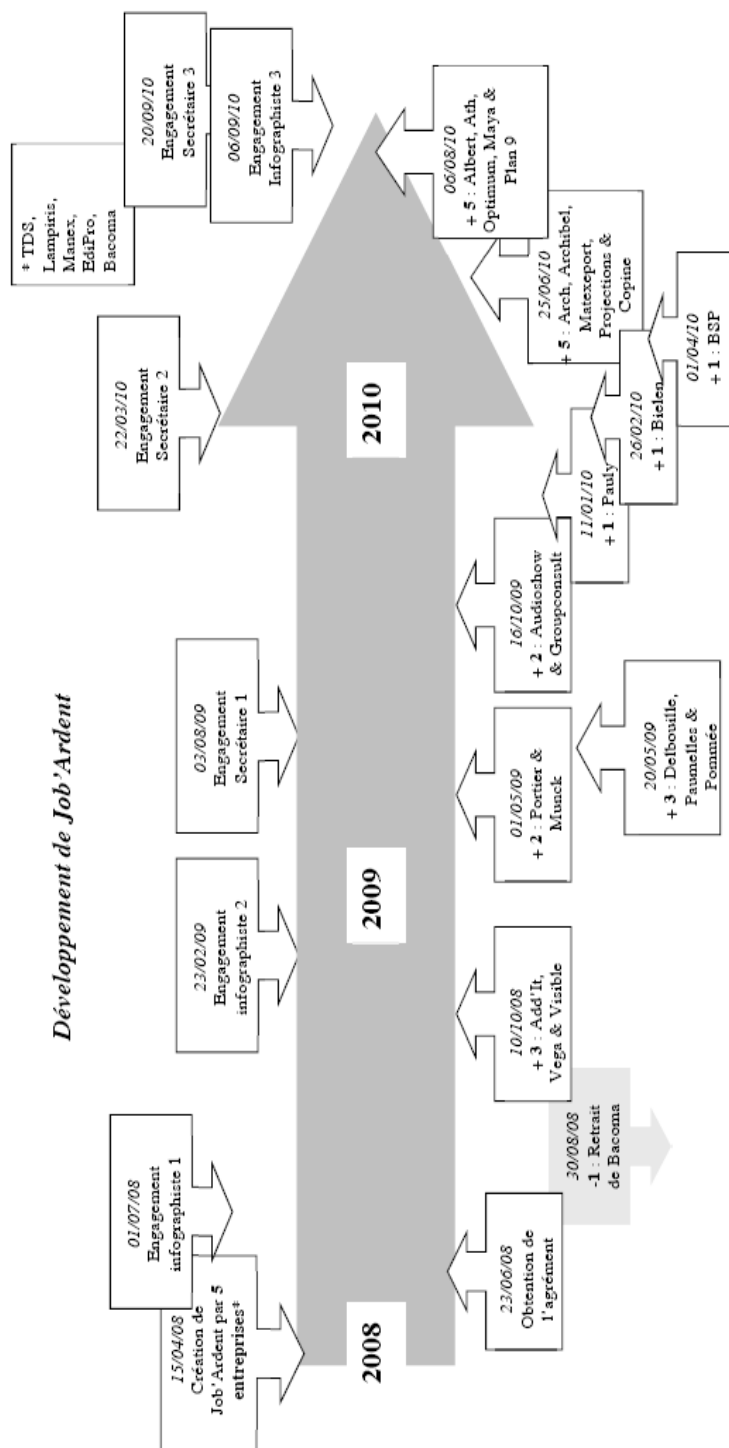 Développement de Job'Ardent
15/04/08
Création de
Job'Ardent par 5
entreprises*
01/07/08
Engagement
infographiste 1
23/02/09
Engagement
infographiste 2
03/08/09
Engagement
Secrétaire 1
22/03/10
Engagement
Secrétaire 2
* TDS,
Lampiris,
Manex,
EdiPro,
Bacoma
20/09/10
Engagement
Secrétaire 3
06/09/10
Engagement
Infographiste 3
2008
2009
2010
23/06/08
Obtention de
l'agrément
30/08/08
-1 : Retrait
de Bacoma
10/10/08
+ 3 : Add'It,
Vega & Visible
01/05/09
+ 2 : Portier &
Munck
20/05/09
+ 3 : Delbouille,
Paumelles &
Pommée
16/10/09
+ 2 : Audioshow
& Groupconsult
11/01/10
+ 1 : Pauly
26/02/10
+ 1 : Bielen
01/04/10
+ 1 : BSP
25/06/10
+ 5 : Arch, Archibel,
Matexeport,
Projections &
Copine
06/08/10
+ 5 : Albert, Ath,
Optimum, Maya &
Plan 9